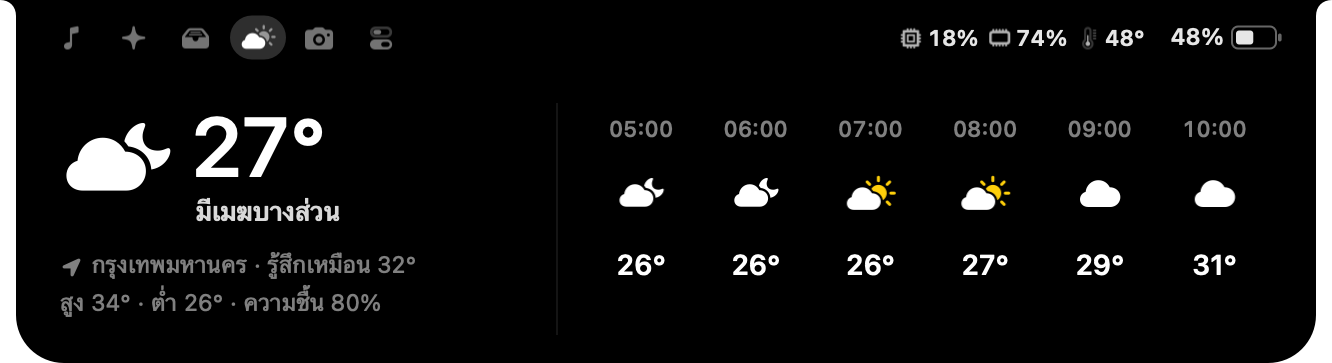 18% 74% 48° 48%
27°
มีเมฆบางส่วน
กรุงเทพมหานคร · รู้สึกเหมือน 32°
สูง 34° · ต่ำ 26° · ความชื้น 80%
05:00 06:00 07:00 08:00 09:00 10:00
26° 26° 26° 27° 29° 31°